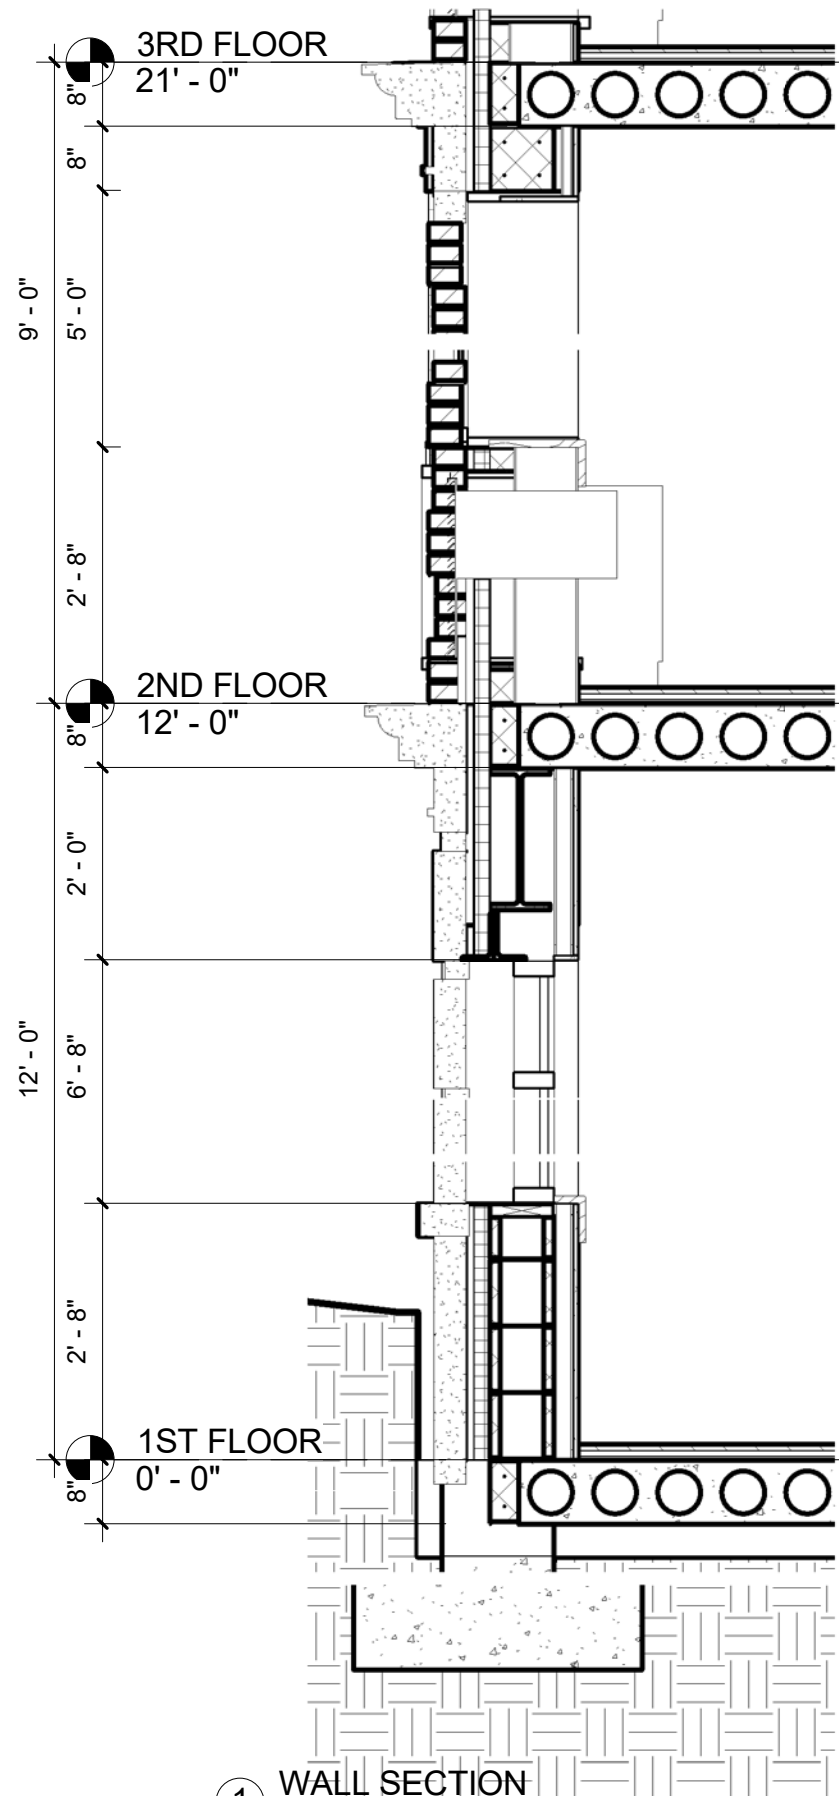 3RD FLOOR
21' - 0"
8"
8"
9' - 0"
5' - 0"
2' - 8"
2ND FLOOR
12' - 0"
8"
2' - 0"
12' - 0"
6' - 8"
2' - 8"
1ST FLOOR
0' - 0"
8"
1
WALL SECTION